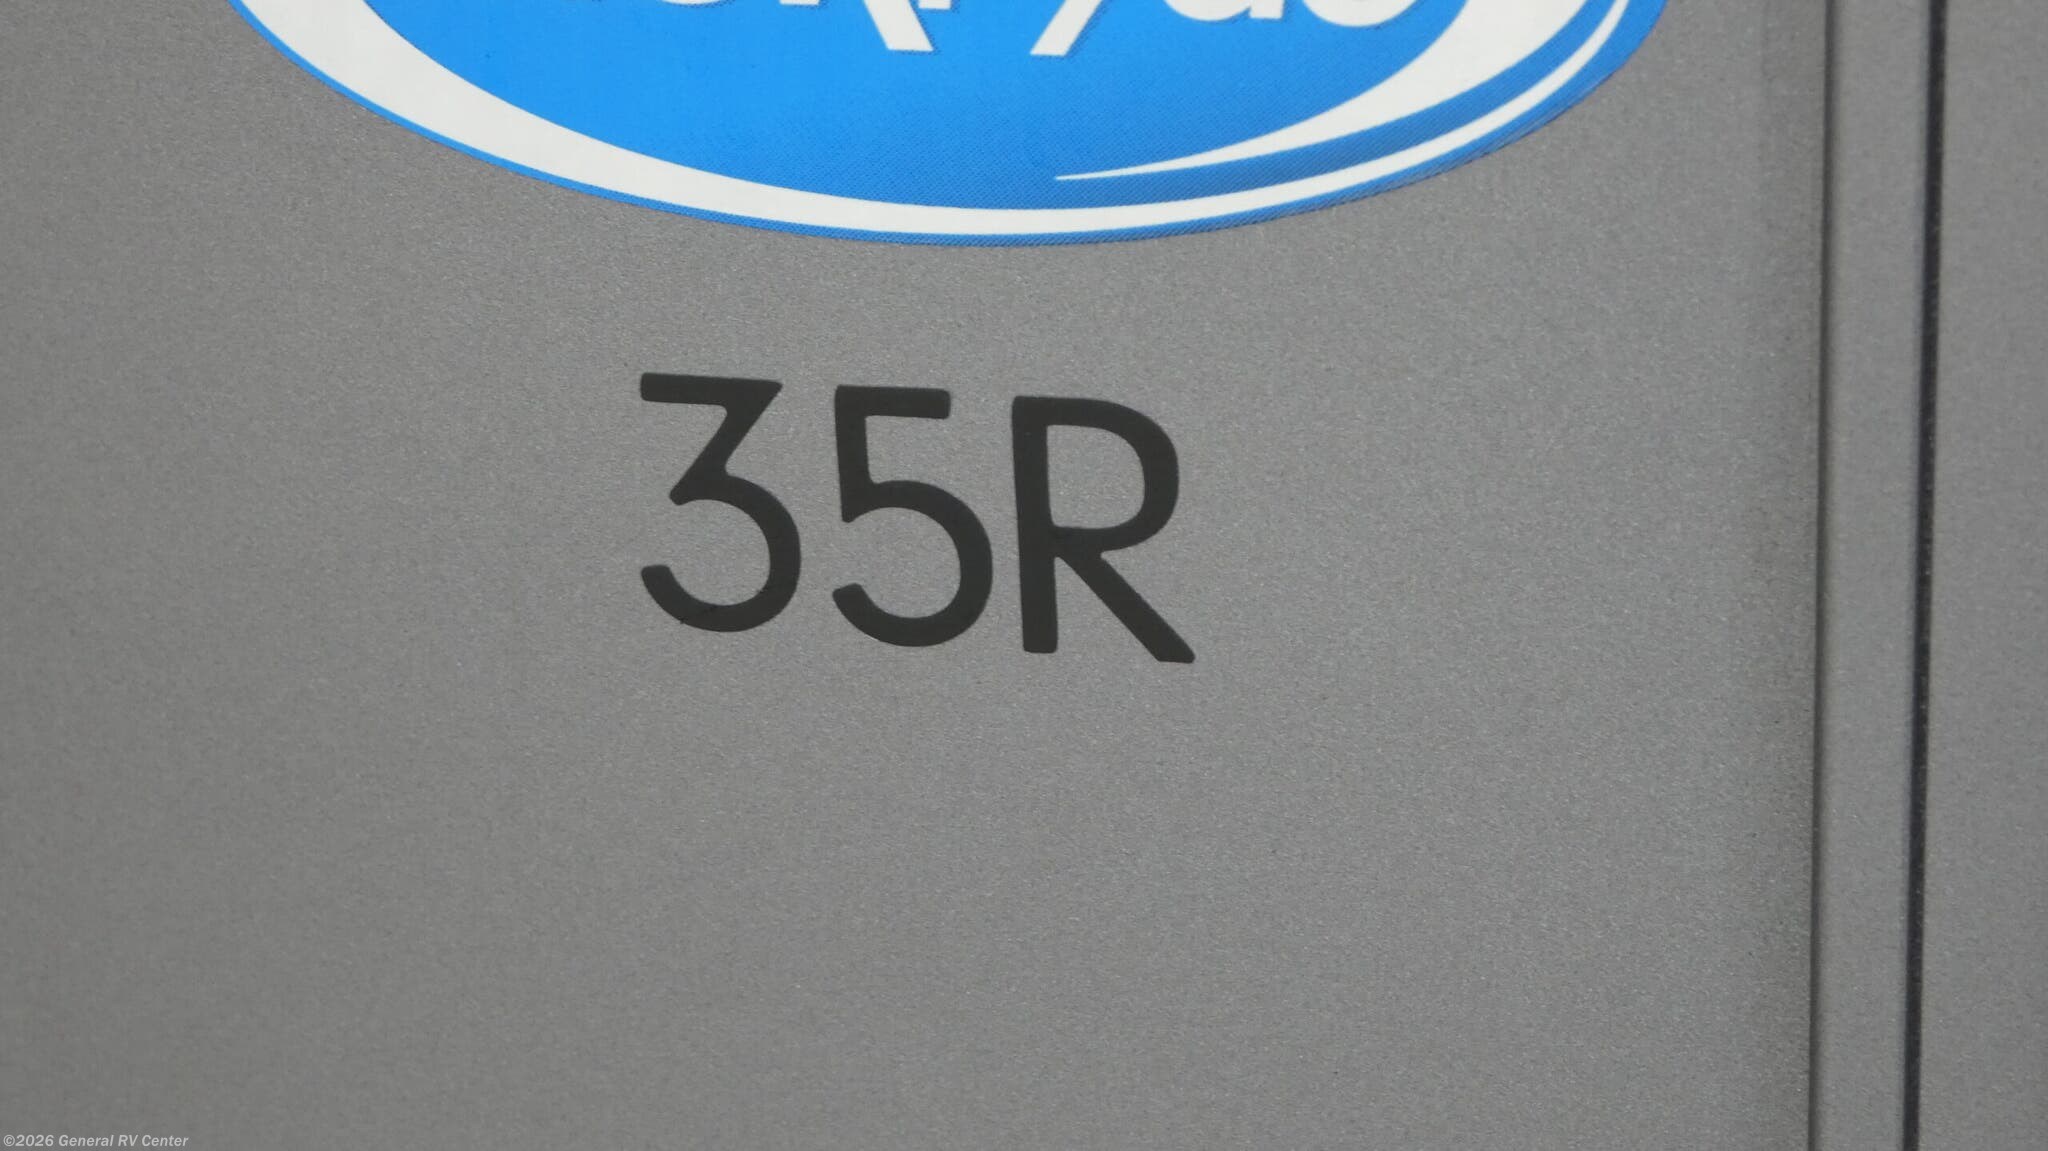 35R
©2026 General RV Center